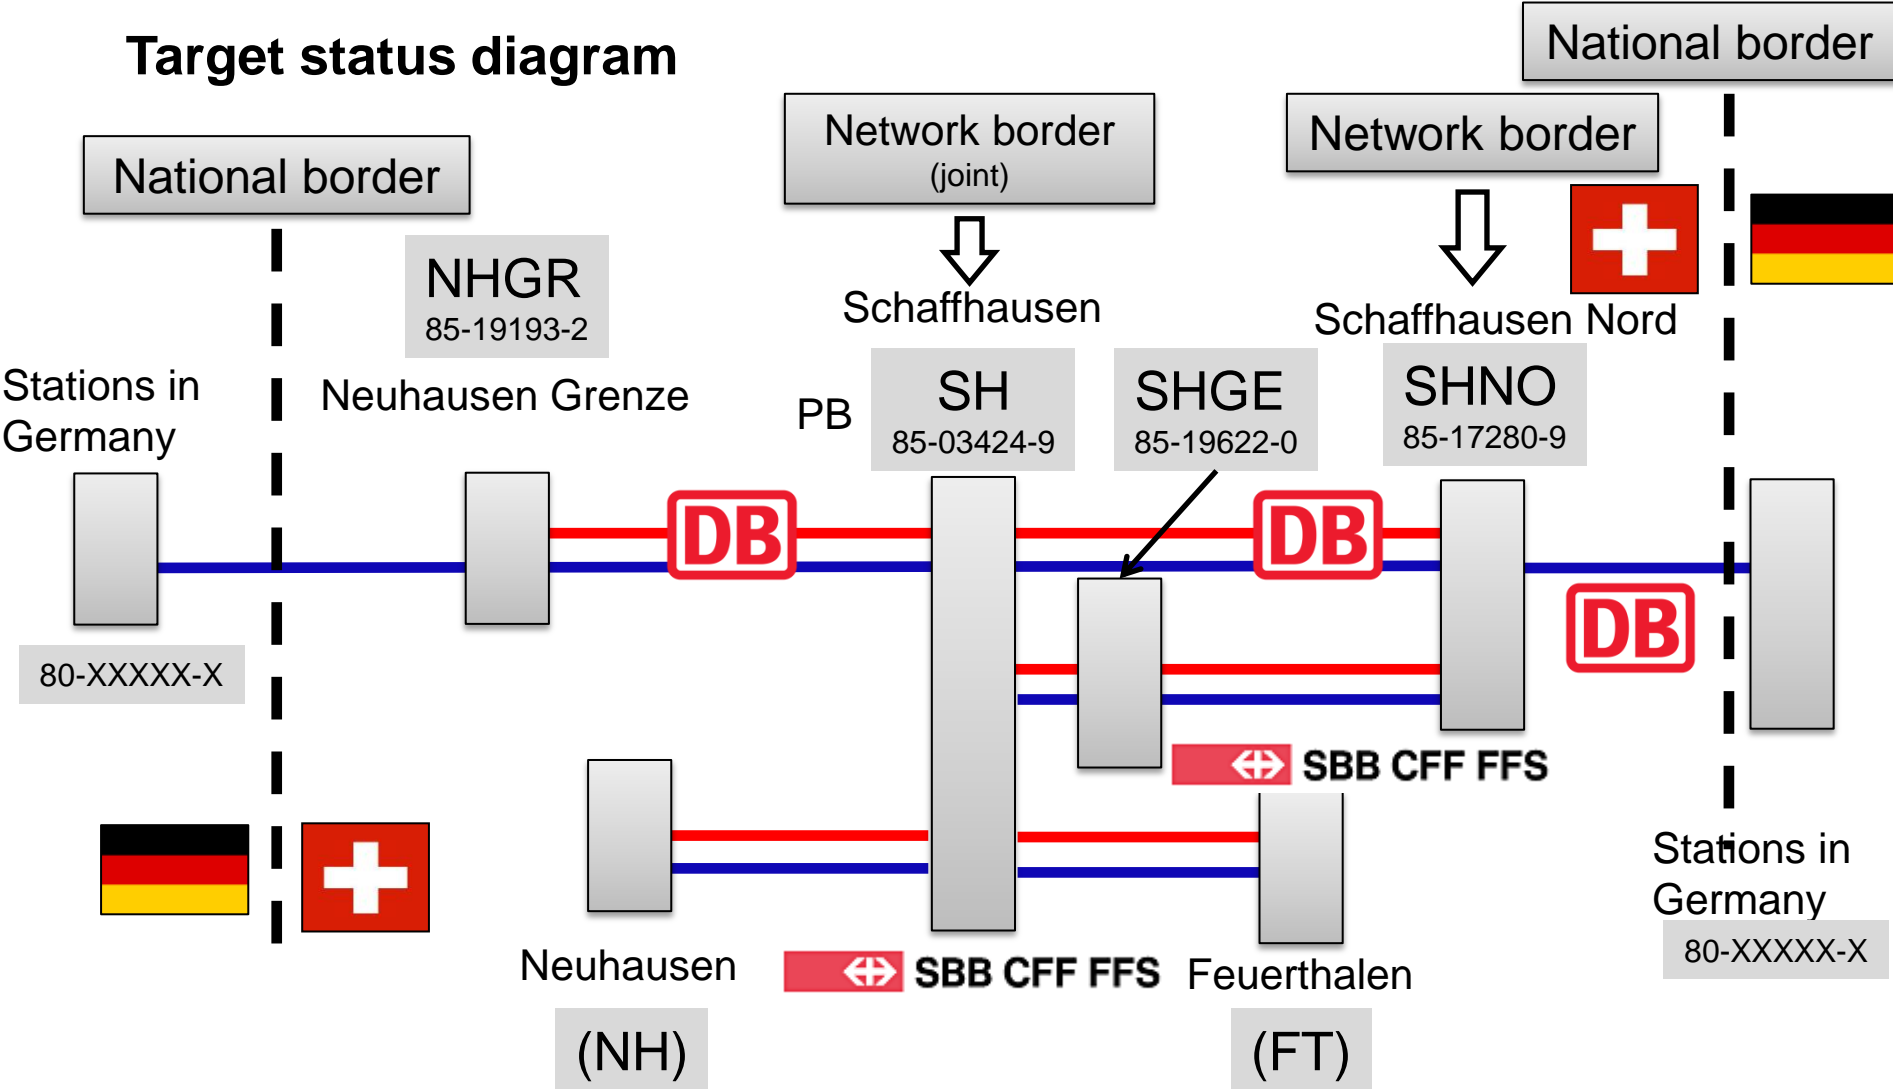 Target status diagram
National border
Network border
(joint)
Network border
National border
NHGR
85-19193-2
Schaffhausen
Schaffhausen Nord
Stations in
Germany
Neuhausen Grenze
PB
SH
85-03424-9
SHGE
85-19622-0
SHNO
85-17280-9
DB
DB
DB
80-XXXXX-X
SBB CFF FFS
Stations in
Germany
80-XXXXX-X
Neuhausen
SBB CFF FFS
Feuerthalen
(NH)
(FT)